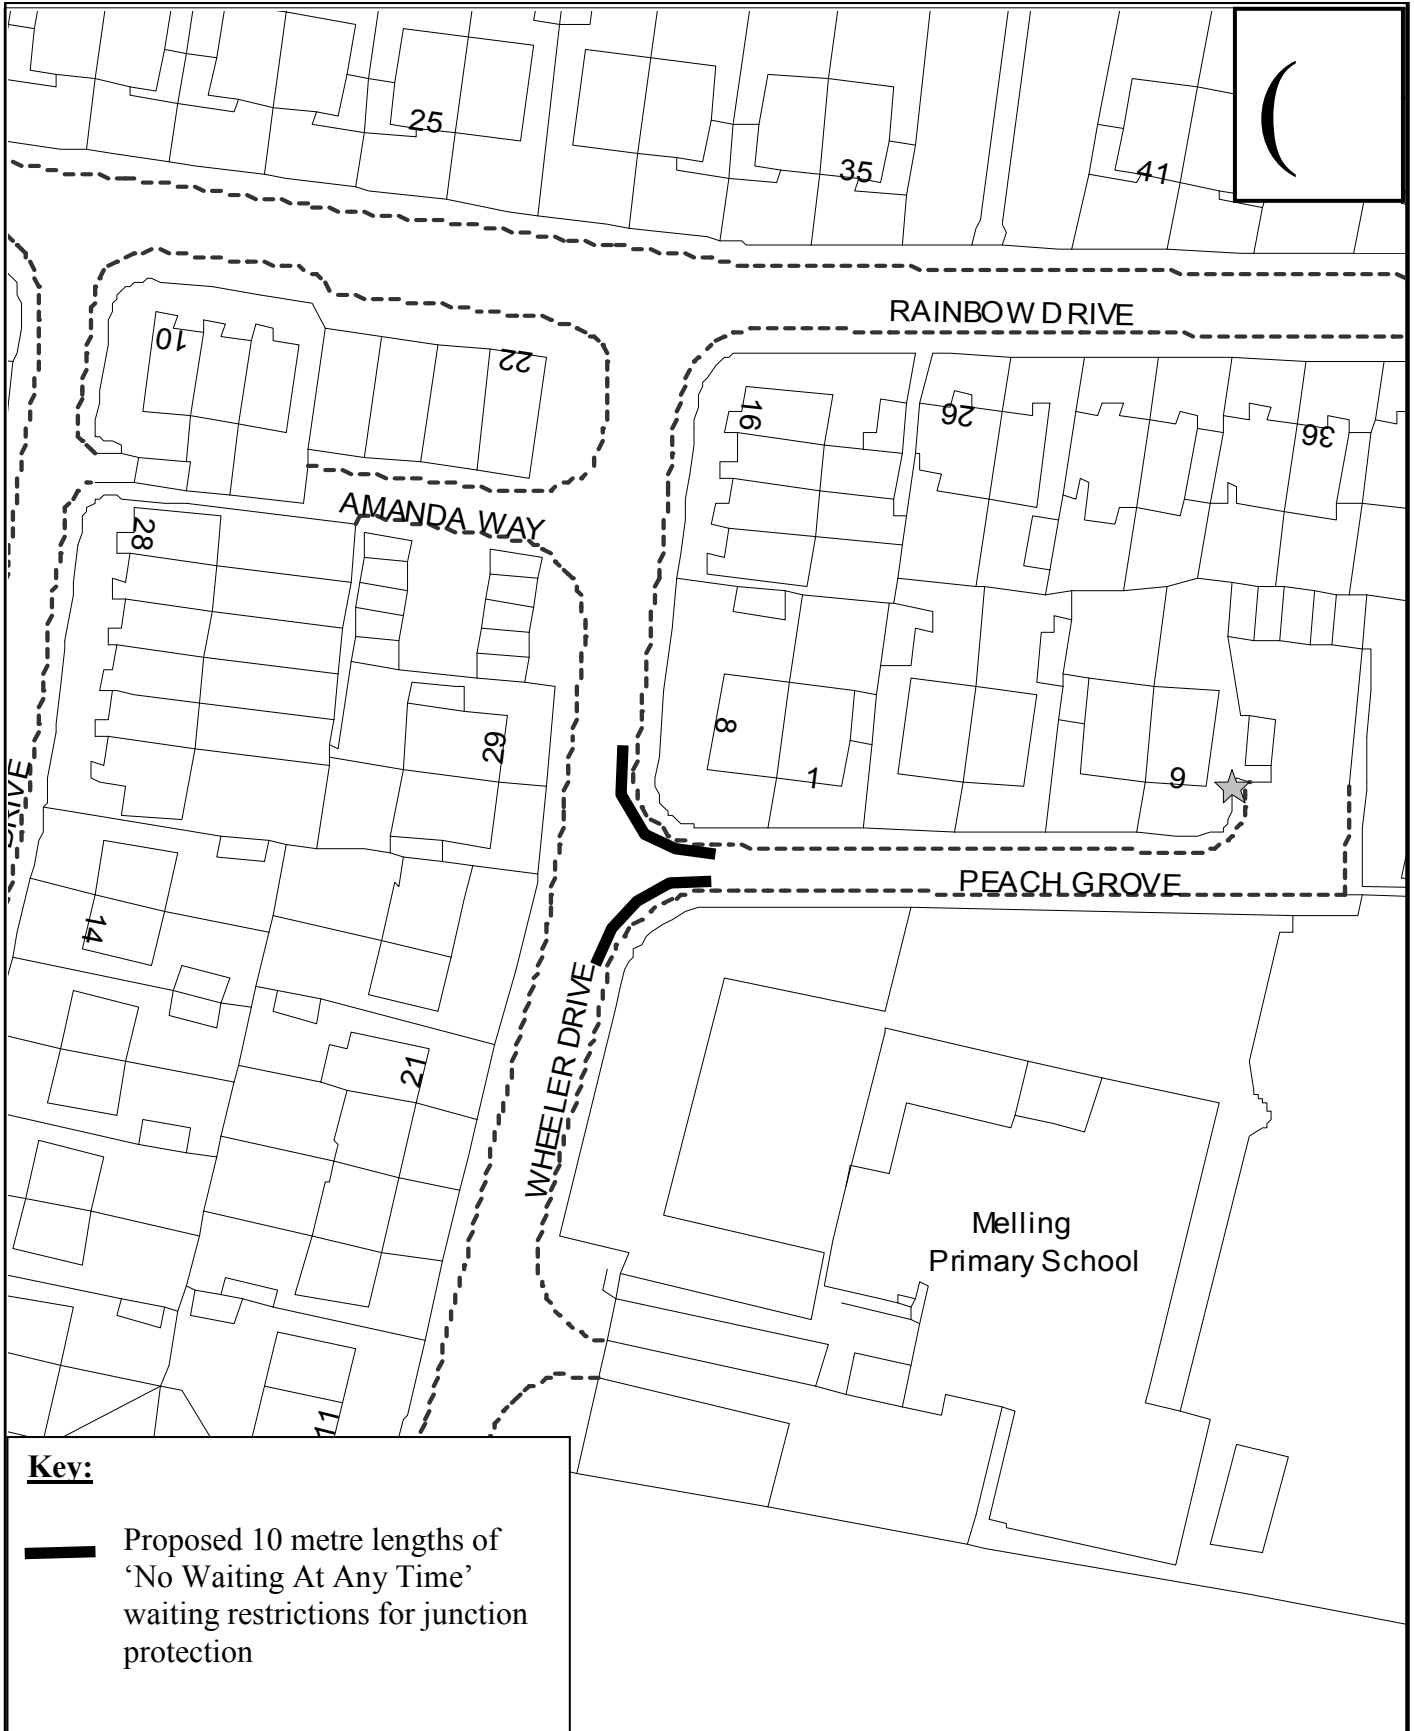 (
25
35
41
RAINBOW DRIVE
10
22
16
26
36
AMANDA WAY
28
29
8
1
9
DRIVE
PEACH GROVE
14
WHEELER DRIVE
21
Melling
Primary School
11
Key:
Proposed 10 metre lengths of
‘No Waiting At Any Time’
waiting restrictions for junction
protection